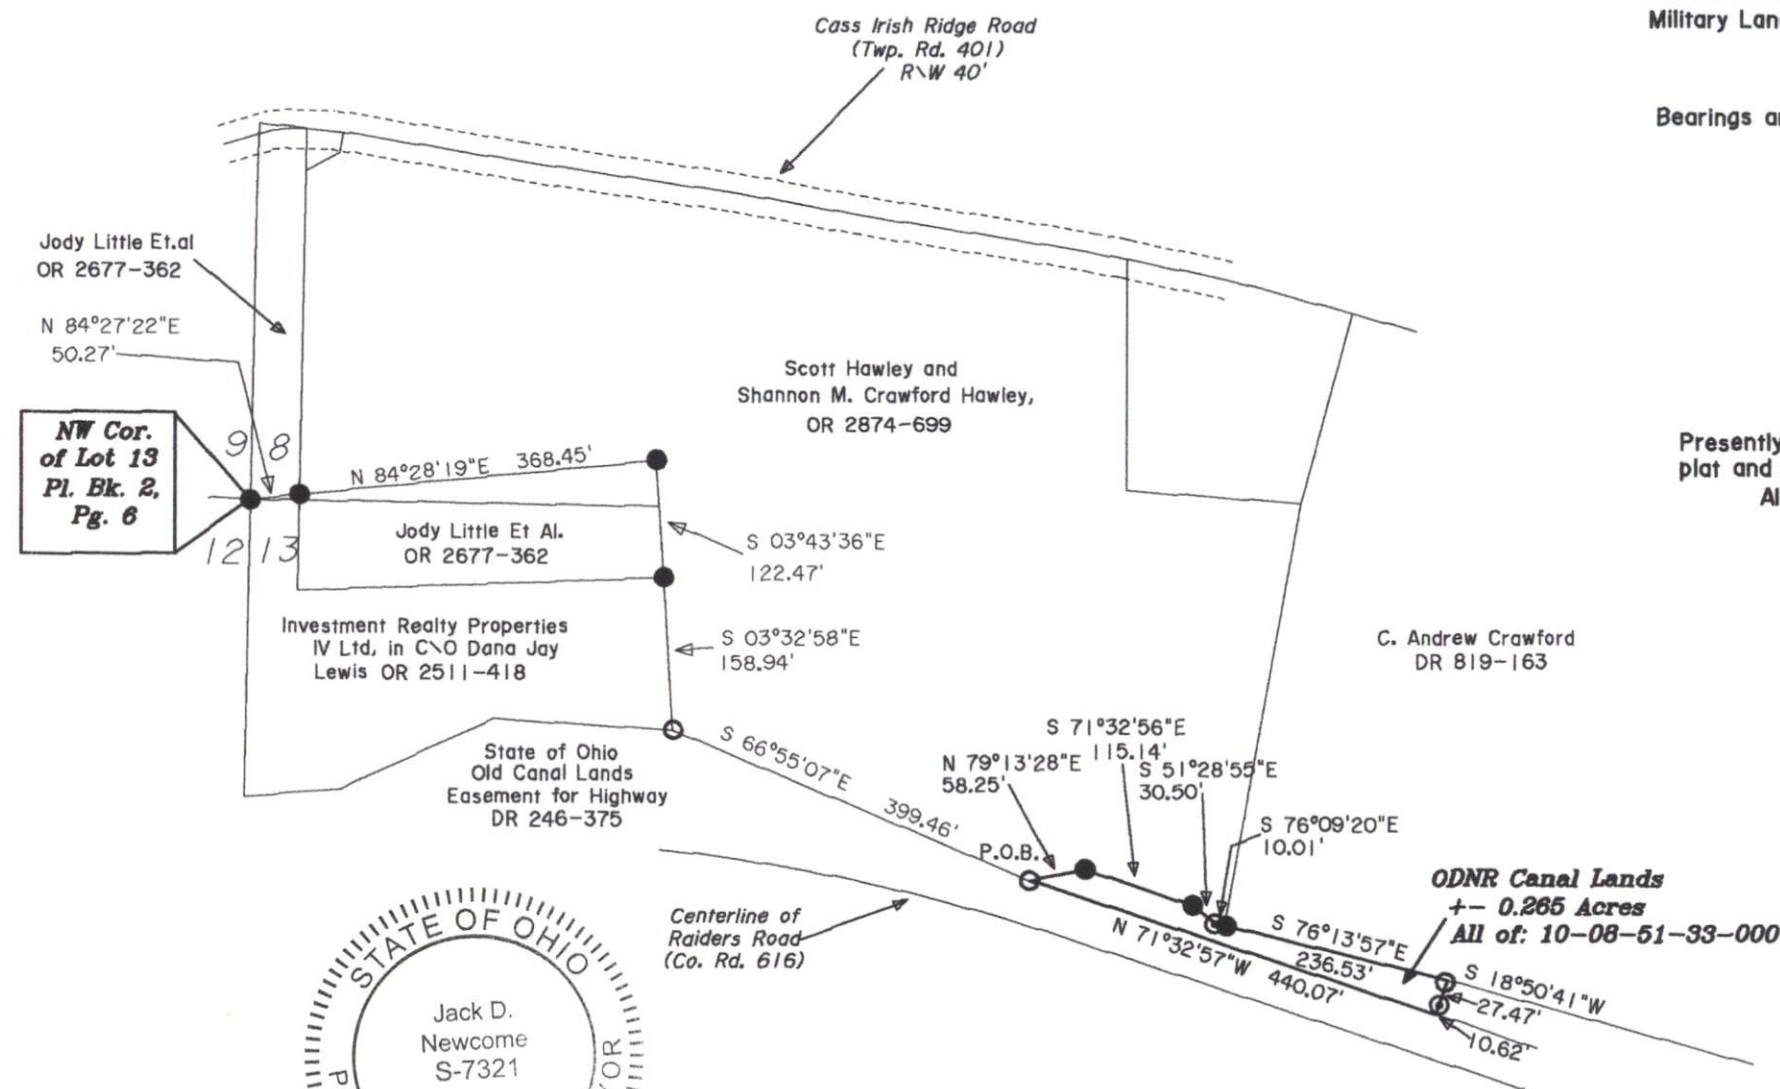 Military Lan
Bearings a
Cass Irish Ridge Road
(Twp. Rd. 401)
R\W 40'
Jody Little Et.al
OR 2677-362
N 84°27'22"E
50.27'
NW Cor.
of Lot 13
Pl. Bk. 2,
Pg. 6
9 8
12 13
Scott Hawley and
Shannon M. Crawford Hawley,
OR 2874-699
Presently
plat and
Al
N 84°28'19"E 368.45'
Jody Little Et Al.
OR 2677-362
S 03°43'36"E
122.47'
Investment Realty Properties
IV Ltd, in C\O Dana Jay
Lewis OR 2511-418
S 03°32'58"E
158.94'
C. Andrew Crawford
DR 819-163
State of Ohio
Old Canal Lands
Easement for Highway
DR 246-375
S 66°55'07"E 399.46'
N 79°13'28"E
58.25'
S 71°32'56"E
115.14'
S 51°28'55"E
30.50'
S 76°09'20"E
10.01'
P.O.B.
ODNR Canal Lands
+- 0.265 Acres
All of: 10-08-51-33-000
S 76°13'57"E
236.53'
N 71°32'57"W 440.07'
S 18°50'41"W
27.47'
10.62'
Centerline of
Raiders Road
(Co. Rd. 616)
STATE OF OHIO
Jack D.
Newcome
S-7321